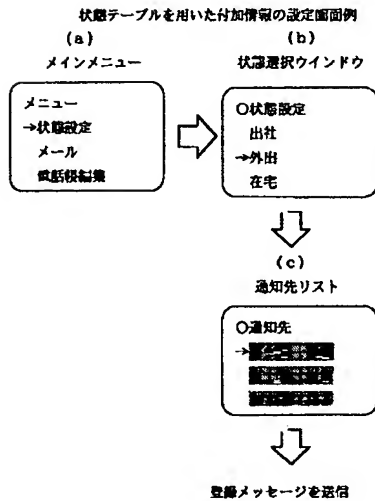 状態テーブルを用いた付加情報の設定画面例
(a)
メインメニュー
メニュー
→状態設定
メール
電話帳編集
(b)
状態選択ウインドウ
○状態設定
出社
→外出
在宅
(c)
通知先リスト
○通知先
→
登録メッセージを送信